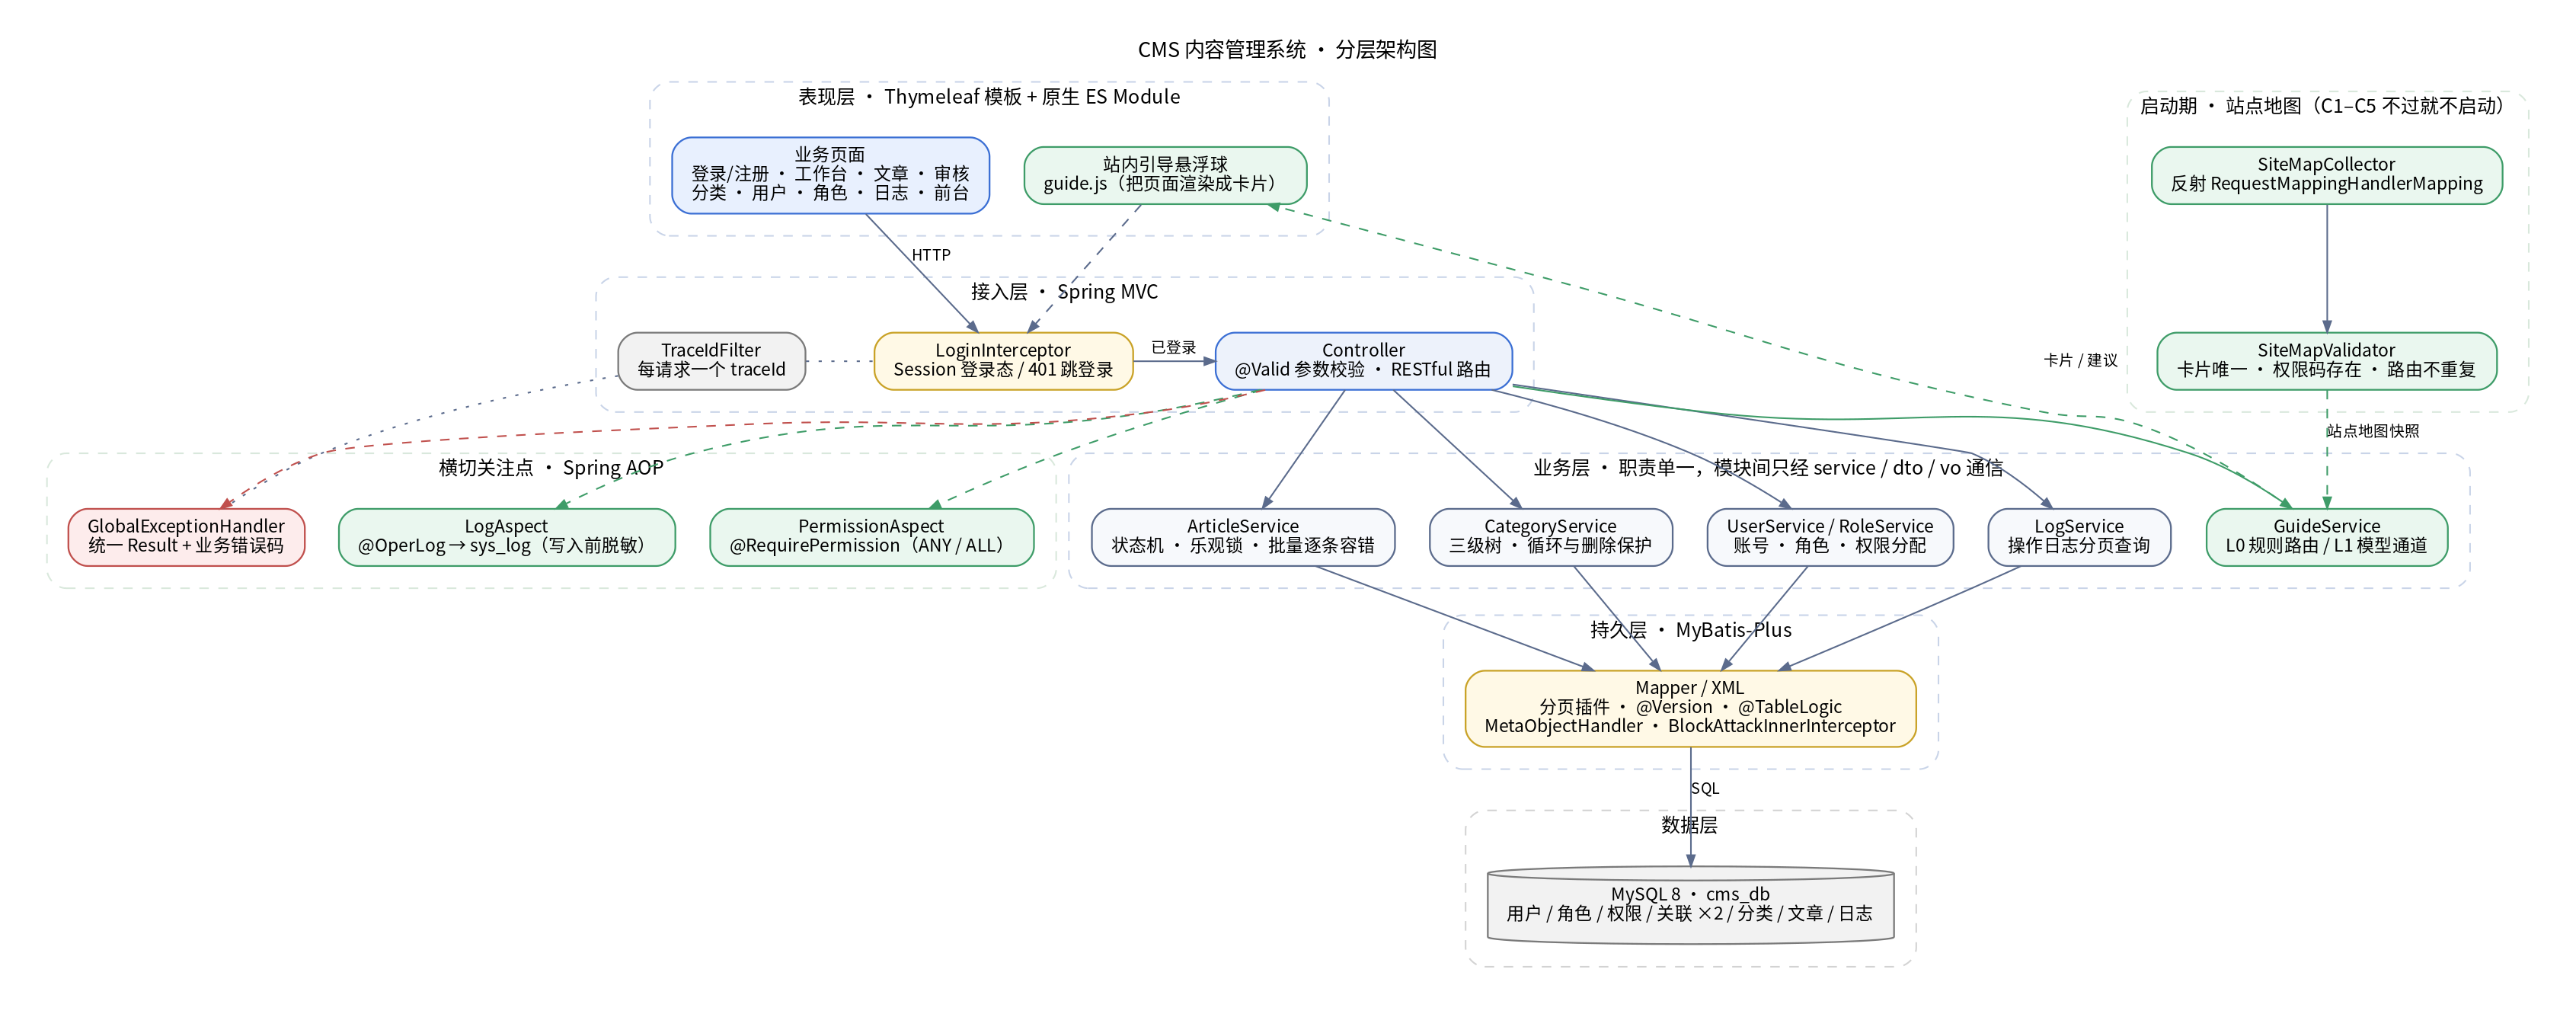 CMS 内容管理系统 · 分层架构图
表现层 · Thymeleaf 模板 + 原生 ES Module
业务页面
登录/注册 · 工作台 · 文章 · 审核
分类 · 用户 · 角色 · 日志 · 前台
站内引导悬浮球
guide.js（把页面渲染成卡片）
启动期 · 站点地图（C1–C5 不过就不启动）
SiteMapCollector
反射 RequestMappingHandlerMapping
HTTP
接入层 · Spring MVC
TraceIdFilter
每请求一个 traceId
LoginInterceptor
Session 登录态 / 401 跳登录
已登录
Controller
@Valid 参数校验 · RESTful 路由
卡片 / 建议
SiteMapValidator
卡片唯一 · 权限码存在 · 路由不重复
站点地图快照
横切关注点 · Spring AOP
GlobalExceptionHandler
统一 Result + 业务错误码
LogAspect
@OperLog → sys_log（写入前脱敏）
PermissionAspect
@RequirePermission（ANY / ALL）
业务层 · 职责单一，模块间只经 service / dto / vo 通信
ArticleService
状态机 · 乐观锁 · 批量逐条容错
CategoryService
三级树 · 循环与删除保护
UserService / RoleService
账号 · 角色 · 权限分配
LogService
操作日志分页查询
GuideService
L0 规则路由 / L1 模型通道
持久层 · MyBatis-Plus
Mapper / XML
分页插件 · @Version · @TableLogic
MetaObjectHandler · BlockAttackInnerInterceptor
SQL
数据层
MySQL 8 · cms_db
用户 / 角色 / 权限 / 关联 ×2 / 分类 / 文章 / 日志